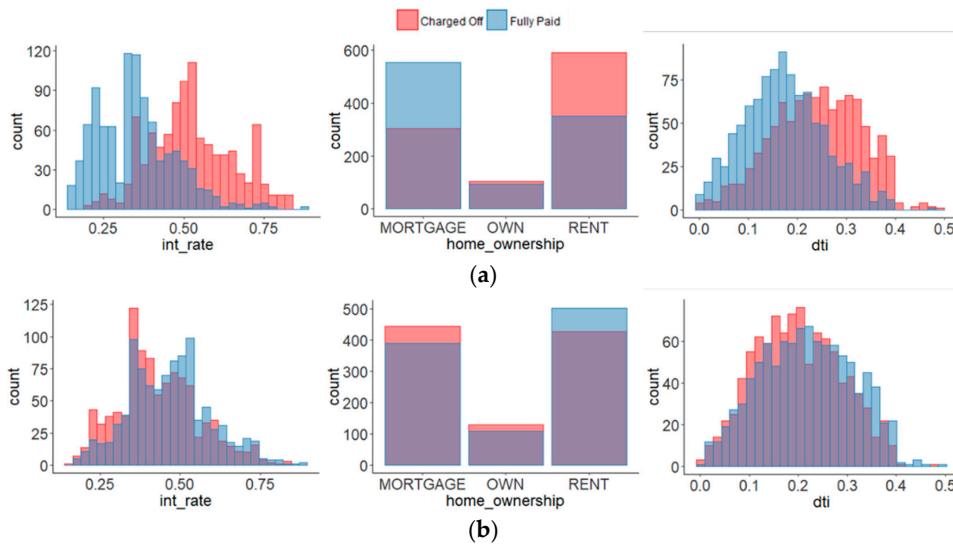 (a)
Charged Off Fully Paid
120
90
60
30
0
count
0.25 0.50 0.75
int_rate
600
400
200
0
count
MORTGAGE OWN RENT
home_ownership
75
50
25
0
count
0.0 0.1 0.2 0.3 0.4 0.5
dti
(a)
125
100
75
50
25
0
count
0.25 0.50 0.75
int_rate
500
400
300
200
100
0
count
MORTGAGE OWN RENT
home_ownership
60
40
20
0
count
0.0 0.1 0.2 0.3 0.4 0.5
dti
(b)